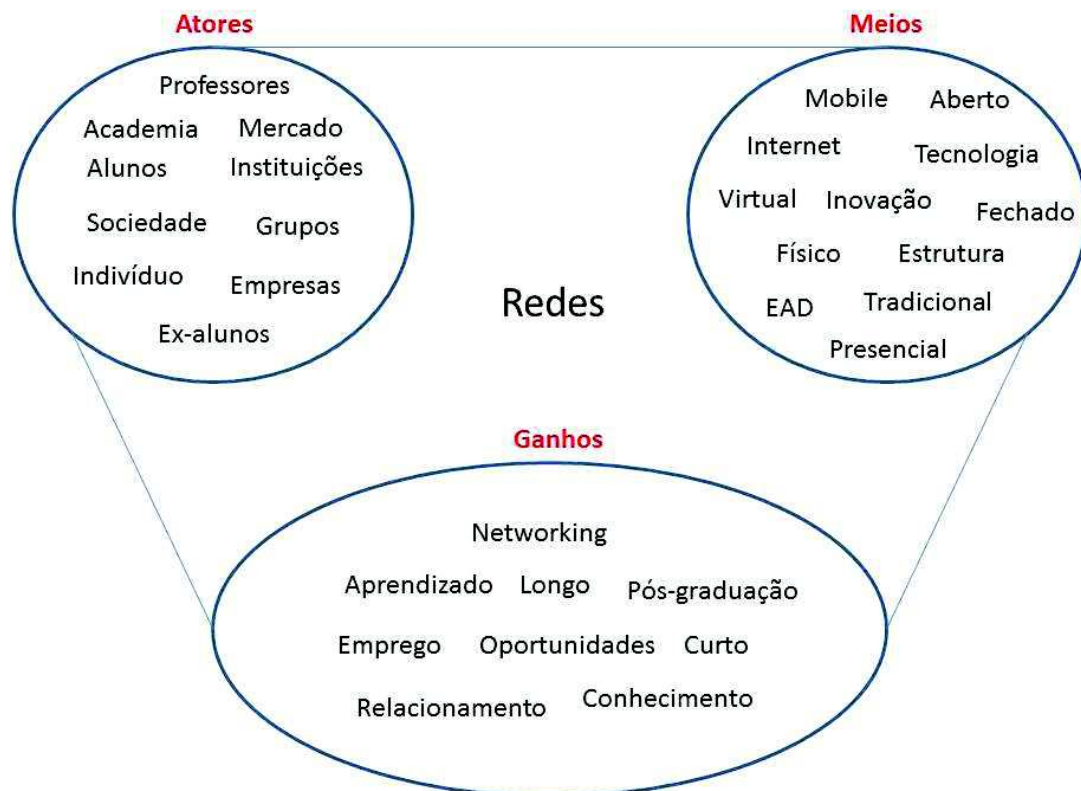 Atores
Professores
Academia Mercado
Alunos Instituições
Sociedade Grupos
Indivíduo Empresas
Ex-alunos
Meios
Mobile Aberto
Internet Tecnologia
Virtual Inovação Fechado
Físico Estrutura
EAD Tradicional
Presencial
Redes
Ganhos
Networking
Aprendizado Longo Pós-graduação
Emprego Oportunidades Curto
Relacionamento Conhecimento